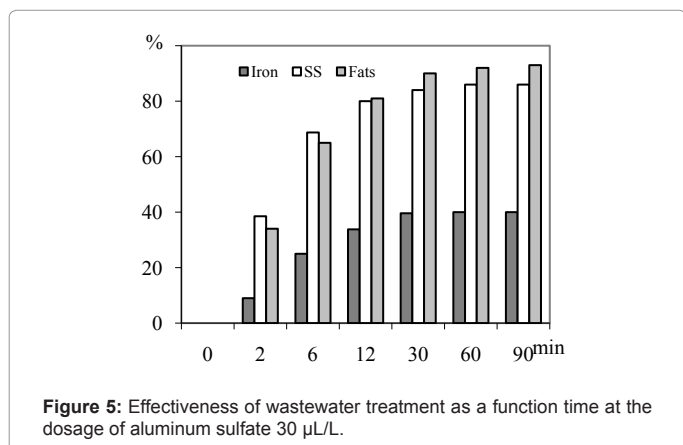 %
Iron SS Fats
80
60
40
20
0
0 2 6 12 30 60 90 min
Figure 5: Effectiveness of wastewater treatment as a function time at the
dosage of aluminum sulfate 30 µL/L.